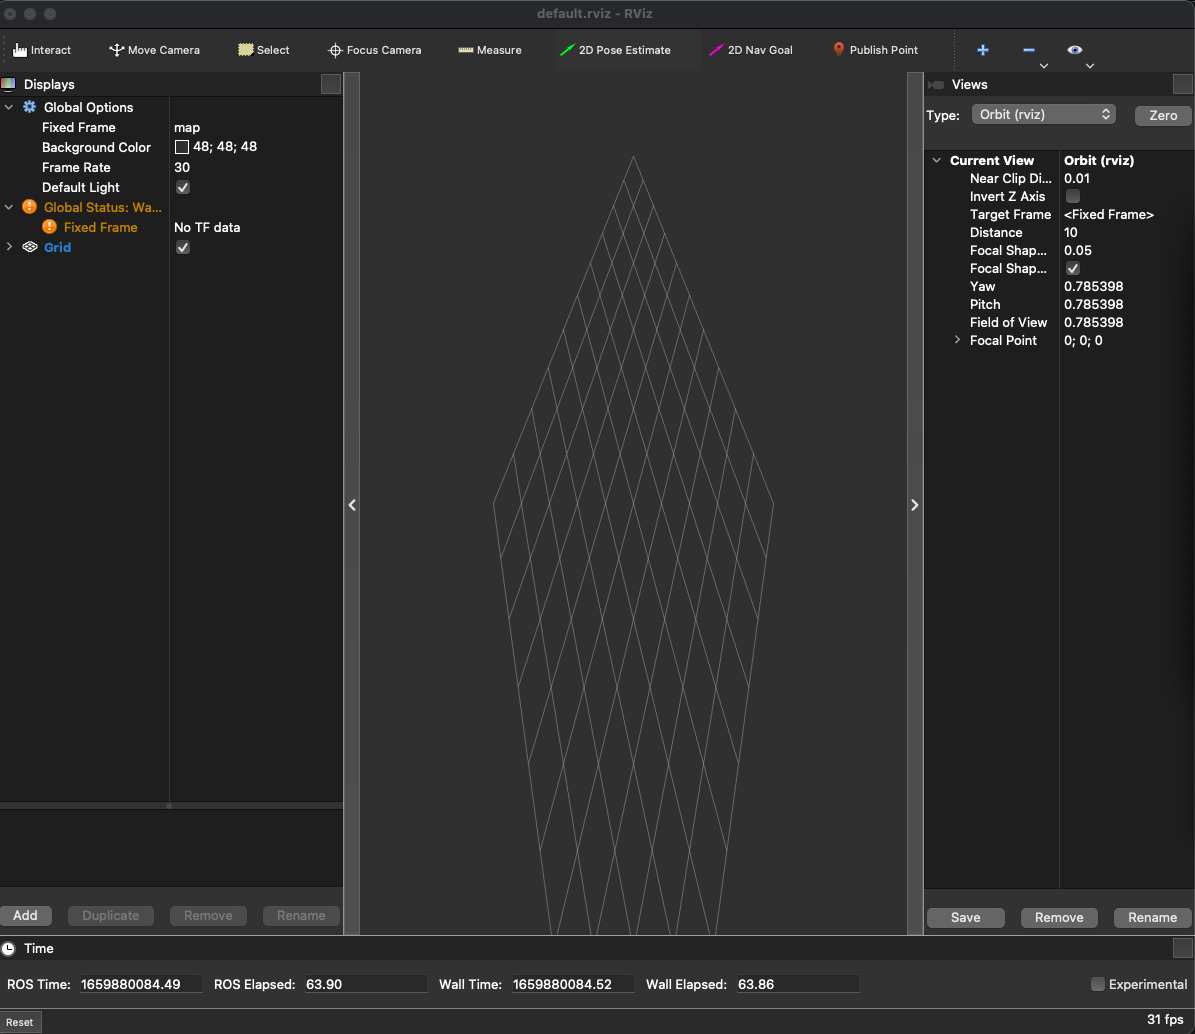 default.rviz - RViz
Interact Move Camera Select Focus Camera Measure 2D Pose Estimate 2D Nav Goal Publish Point
Displays
Global Options
Fixed Frame map
Background Color 48; 48; 48
Frame Rate 30
Default Light
Global Status: Wa...
Fixed Frame No TF data
Grid
Add Duplicate Remove Rename
Views
Type: Orbit (rviz) Zero
Current View Orbit (rviz)
Near Clip Di... 0.01
Invert Z Axis
Target Frame <Fixed Frame>
Distance 10
Focal Shap... 0.05
Focal Shap...
Yaw 0.785398
Pitch 0.785398
Field of View 0.785398
Focal Point 0; 0; 0
Save Remove Rename
Time
ROS Time: 1659880084.49 ROS Elapsed: 63.90 Wall Time: 1659880084.52 Wall Elapsed: 63.86 Experimental
Reset 31 fps